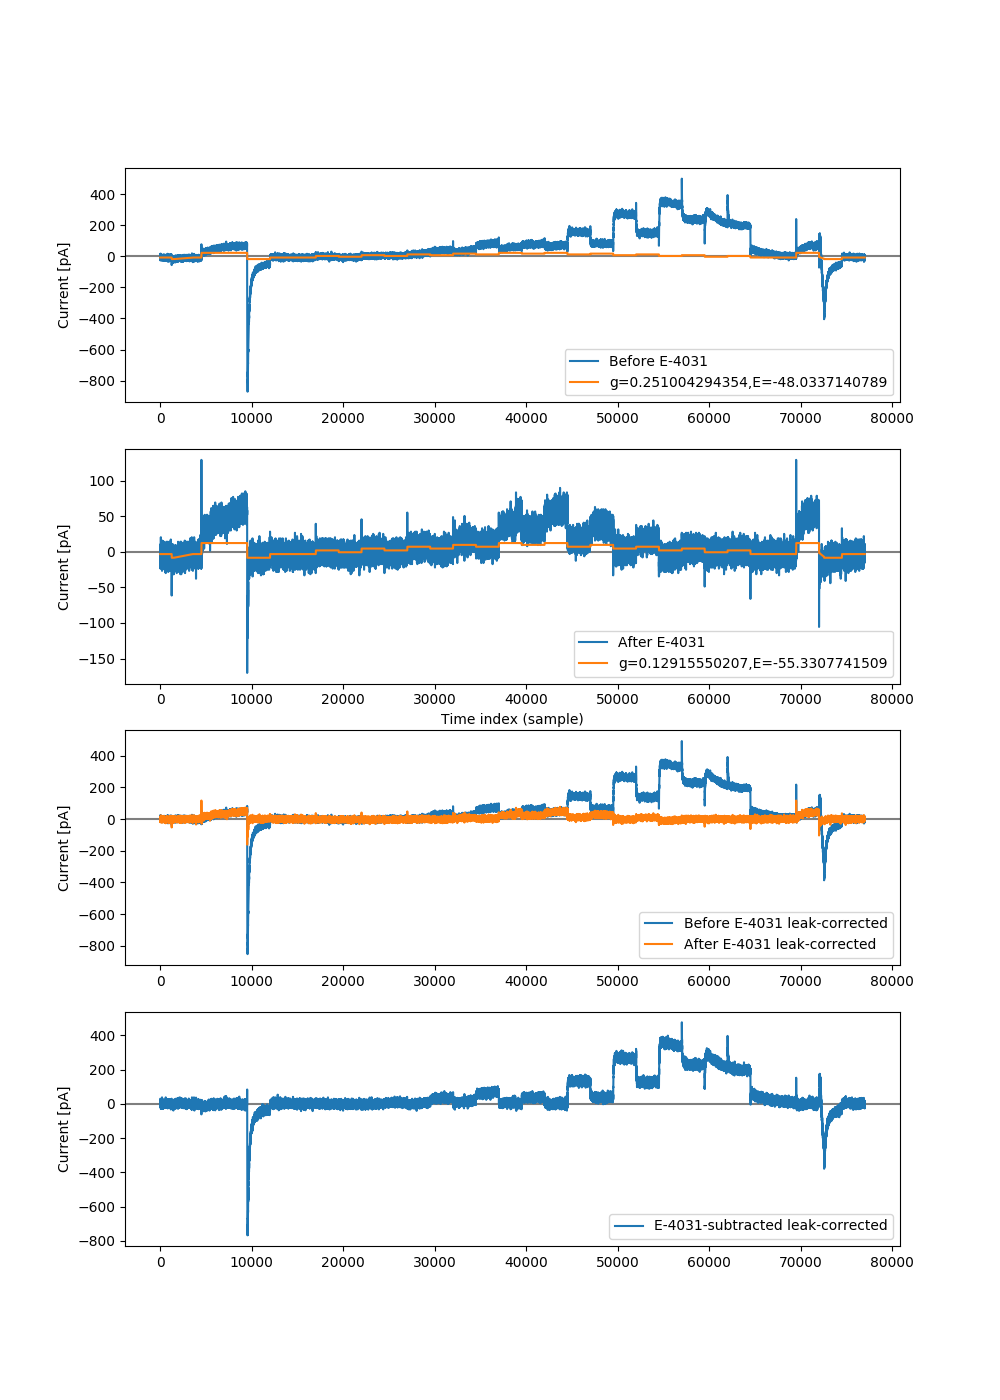 400
200
0
−200
−400
−600
−800
Current [pA]
Before E-4031
g=0.251004294354,E=-48.0337140789
0 10000 20000 30000 40000 50000 60000 70000 80000
100
50
0
−50
−100
−150
Current [pA]
After E-4031
g=0.12915550207,E=-55.3307741509
0 10000 20000 30000 40000 50000 60000 70000 80000
Time index (sample)
400
200
0
−200
−400
−600
−800
Current [pA]
Before E-4031 leak-corrected
After E-4031 leak-corrected
0 10000 20000 30000 40000 50000 60000 70000 80000
400
200
0
−200
−400
−600
−800
Current [pA]
E-4031-subtracted leak-corrected
0 10000 20000 30000 40000 50000 60000 70000 80000